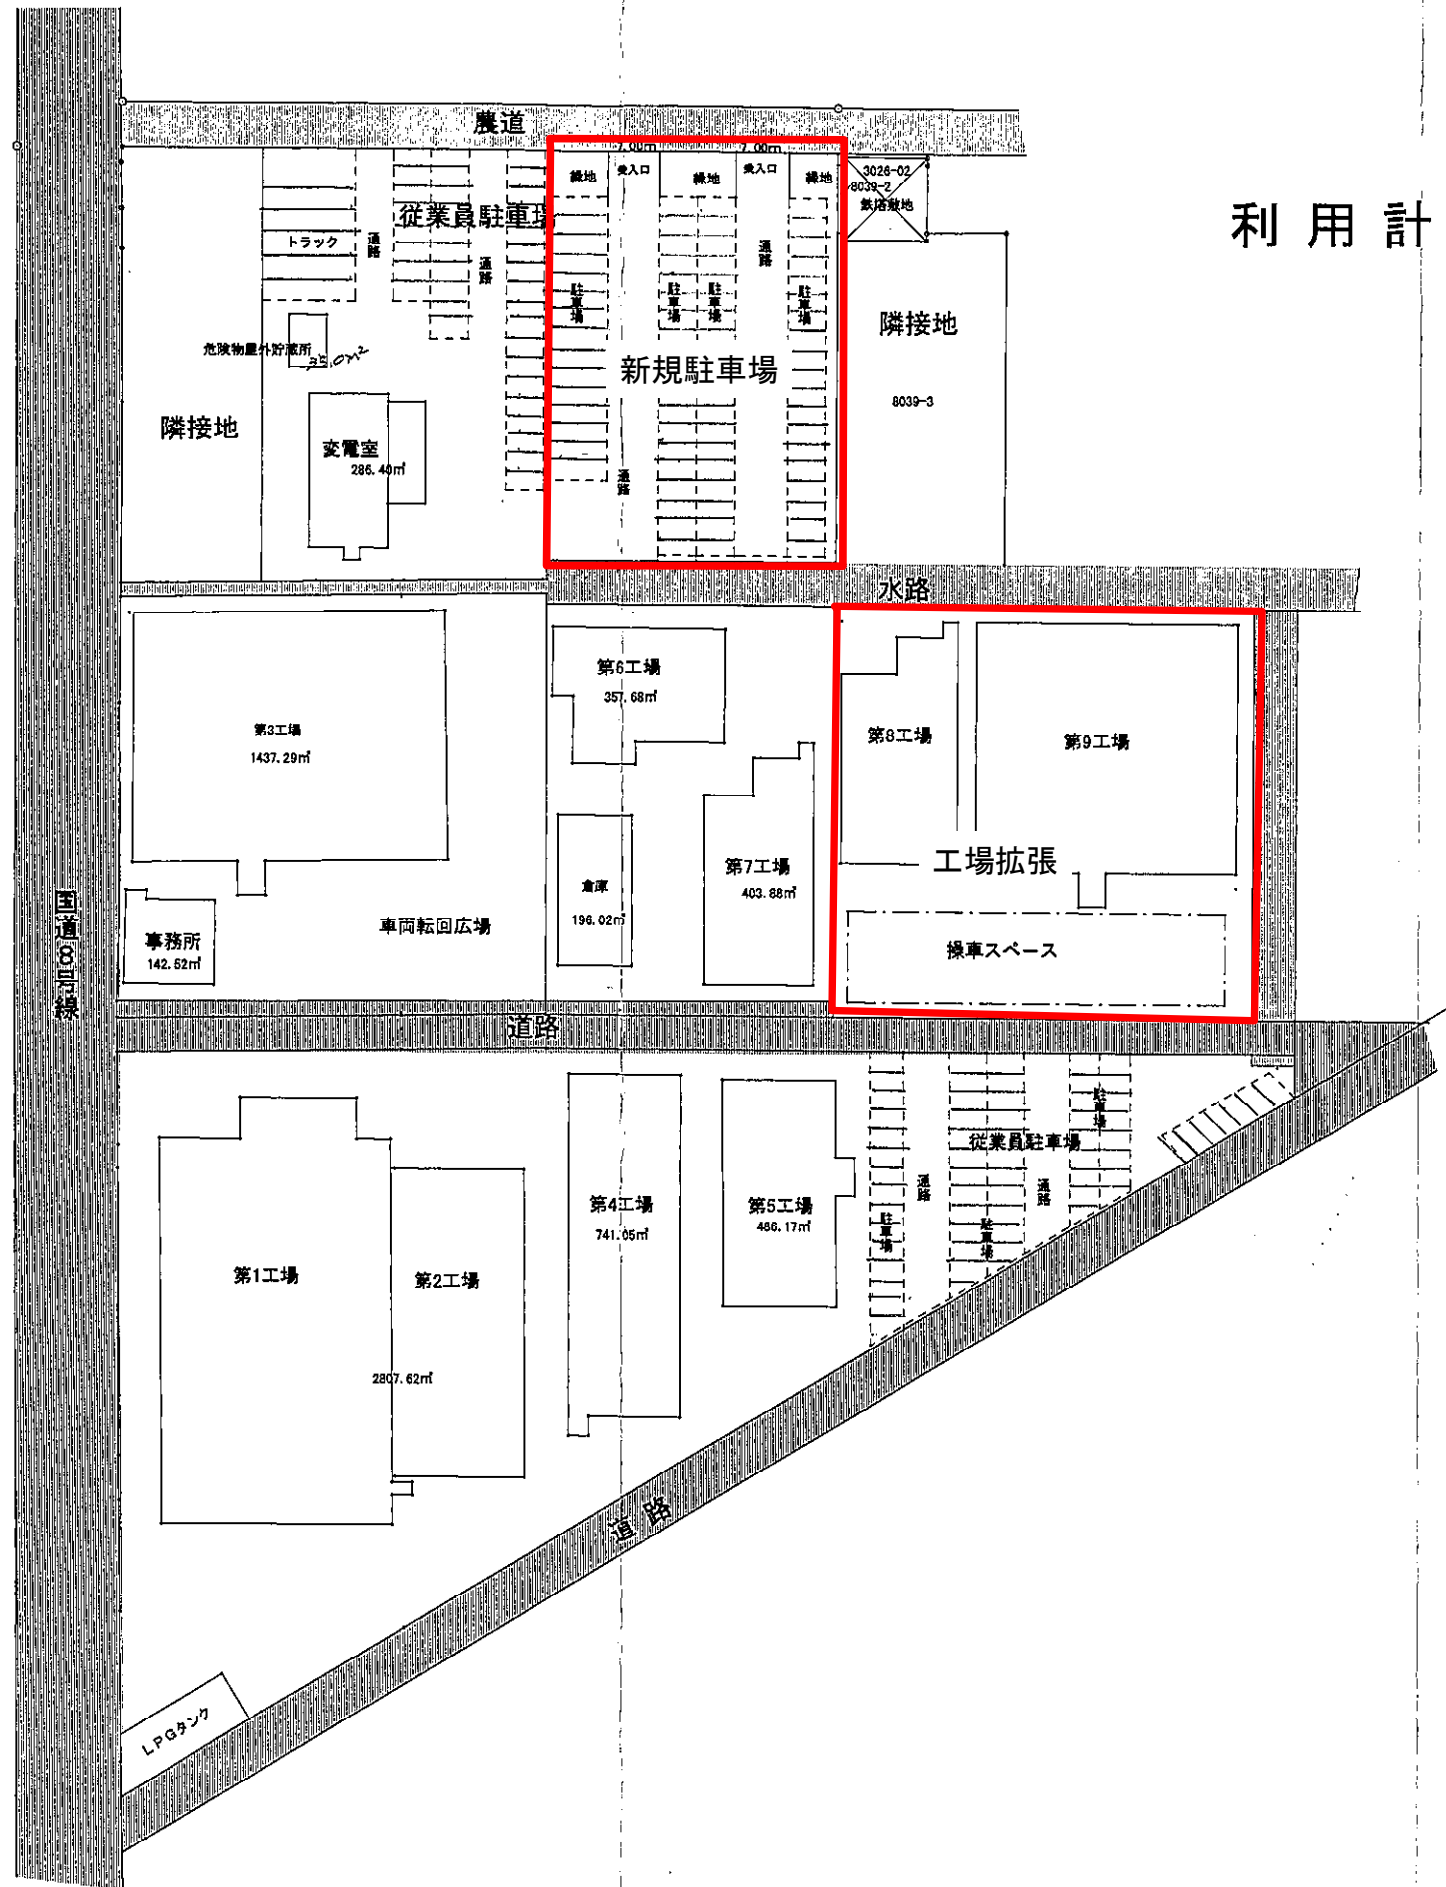 利用計
農道
7.00m
7.00m
緑地
乗入口
緑地
乗入口
緑地
3026-02
8039-2
鉄塔敷地
従業員駐車場
トラック
通路
通路
通路
駐車場
駐車場
駐車場
駐車場
隣接地
危険物屋外貯蔵所
新規駐車場
8039-3
隣接地
変電室
286.40㎡
通路
水路
第6工場
357.68㎡
第3工場
1437.29㎡
第8工場
第9工場
工場拡張
第7工場
403.88㎡
倉庫
196.02㎡
国道8号線
車両転回広場
事務所
142.52㎡
操車スペース
道路
駐車場
従業員駐車場
通路
通路
第4工場
741.05㎡
第5工場
486.17㎡
駐車場
駐車場
第1工場
第2工場
2807.62㎡
道路
LPGタンク